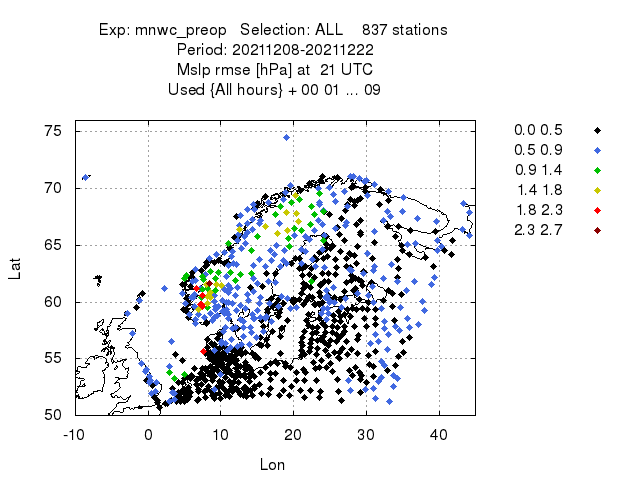 Exp: mnwc_preop   Selection: ALL    837 stations
Period: 20211208-20211222
Mslp rmse [hPa] at  21 UTC
Used {All hours} + 00 01 ... 09
0.0 0.5
0.5 0.9
0.9 1.4
1.4 1.8
1.8 2.3
2.3 2.7
75
70
65
60
55
50
Lat
-10 0 10 20 30 40
Lon